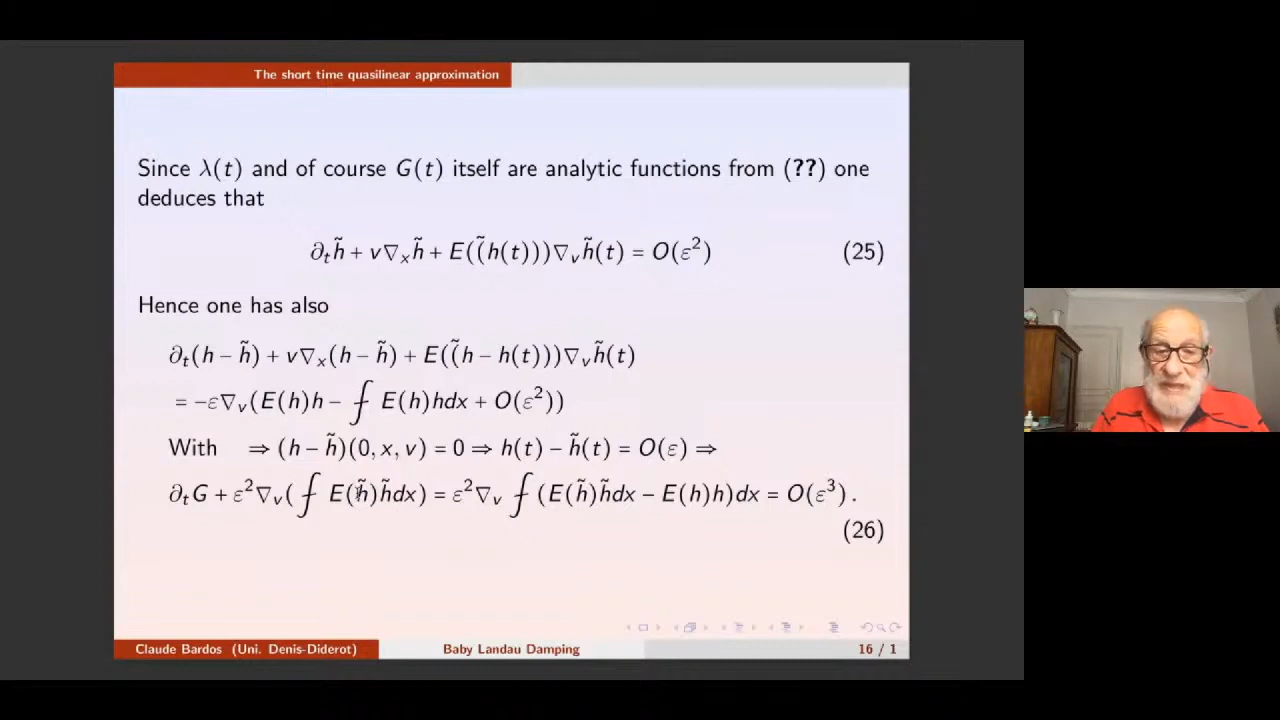 The short time quasilinear approximation
Since λ(t) and of course G(t) itself are analytic functions from (??) one
deduces that
∂ₜh̃ + v∇ₓh̃ + E((̃h(t)))∇ᵥh̃(t) = O(ε²) (25)
Hence one has also
∂ₜ(h − h̃) + v∇ₓ(h − h̃) + E((̃h − h(t)))∇ᵥh̃(t)
= −ε∇ᵥ(E(h)h − ⨍ E(h)hdx + O(ε²))
With ⇒ (h − h̃)(0, x, v) = 0 ⇒ h(t) − h̃(t) = O(ε) ⇒
∂ₜG + ε²∇ᵥ(⨍ E(h̃)h̃dx) = ε²∇ᵥ ⨍ (E(h̃)h̃dx − E(h)h)dx = O(ε³).
(26)
Claude Bardos (Uni. Denis-Diderot) Baby Landau Damping 16 / 1